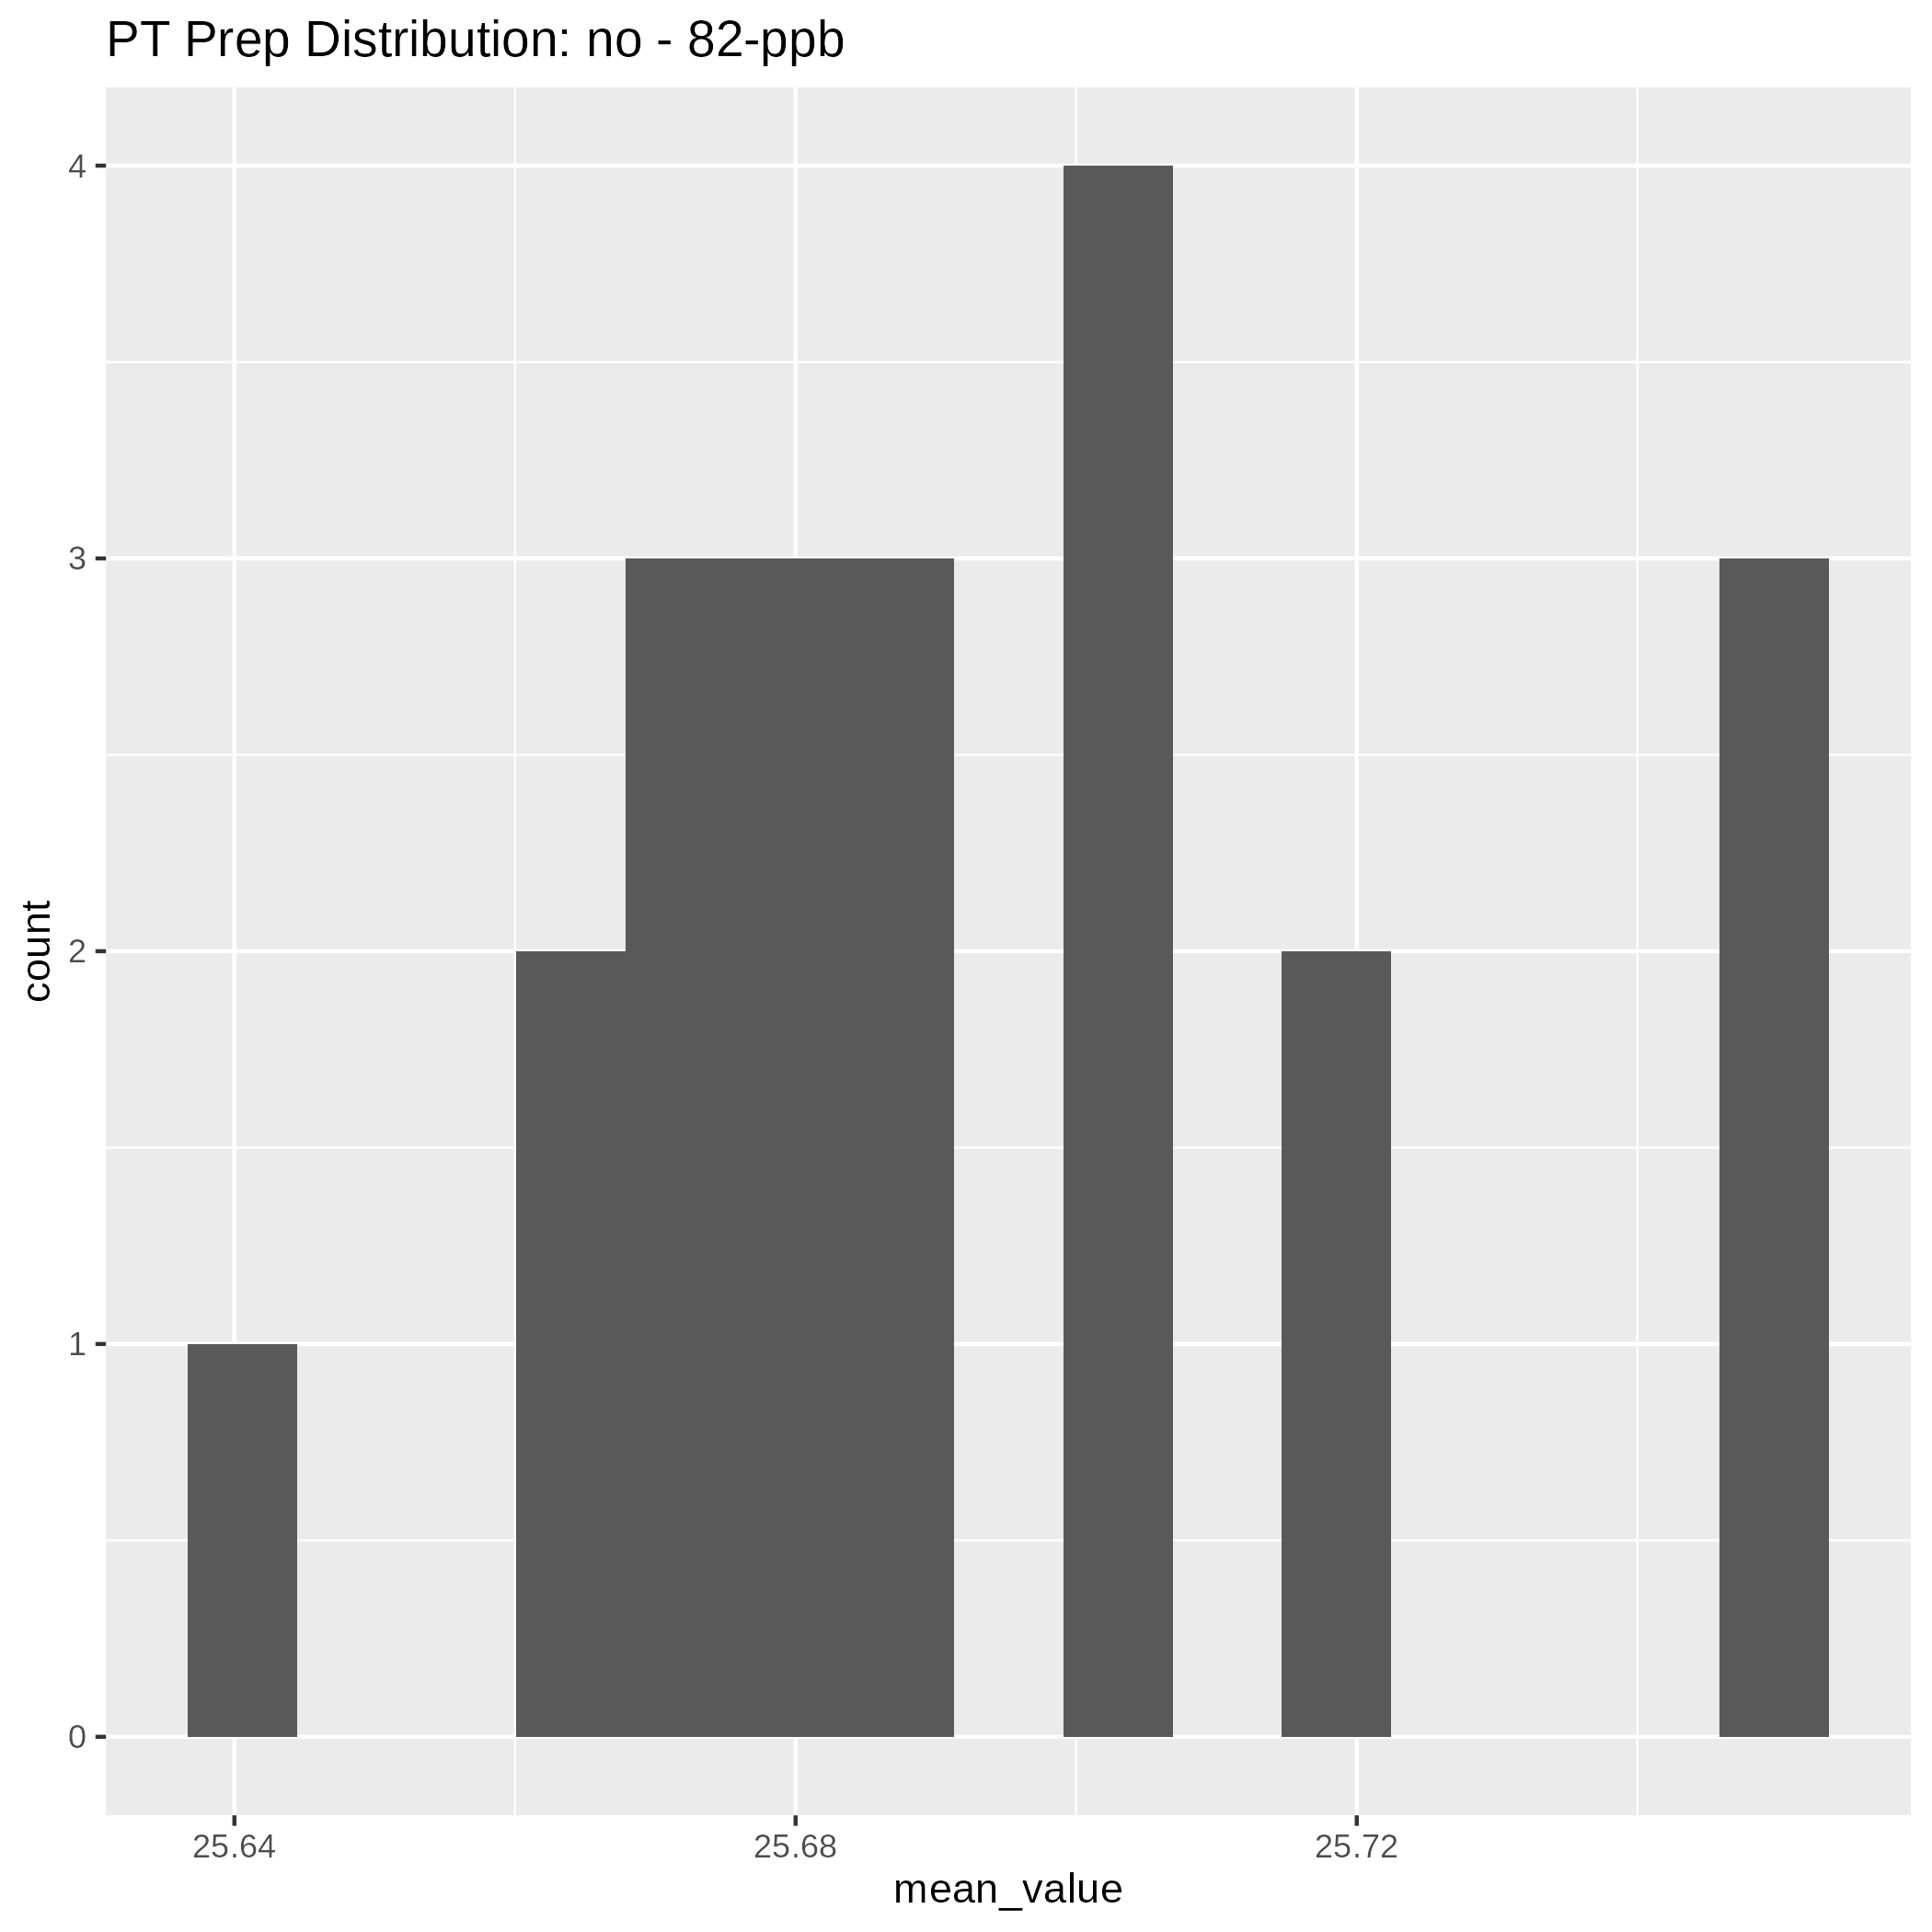 PT Prep Distribution: no - 82-ppb
4
3
2
1
0
count
25.64
25.68
25.72
mean_value